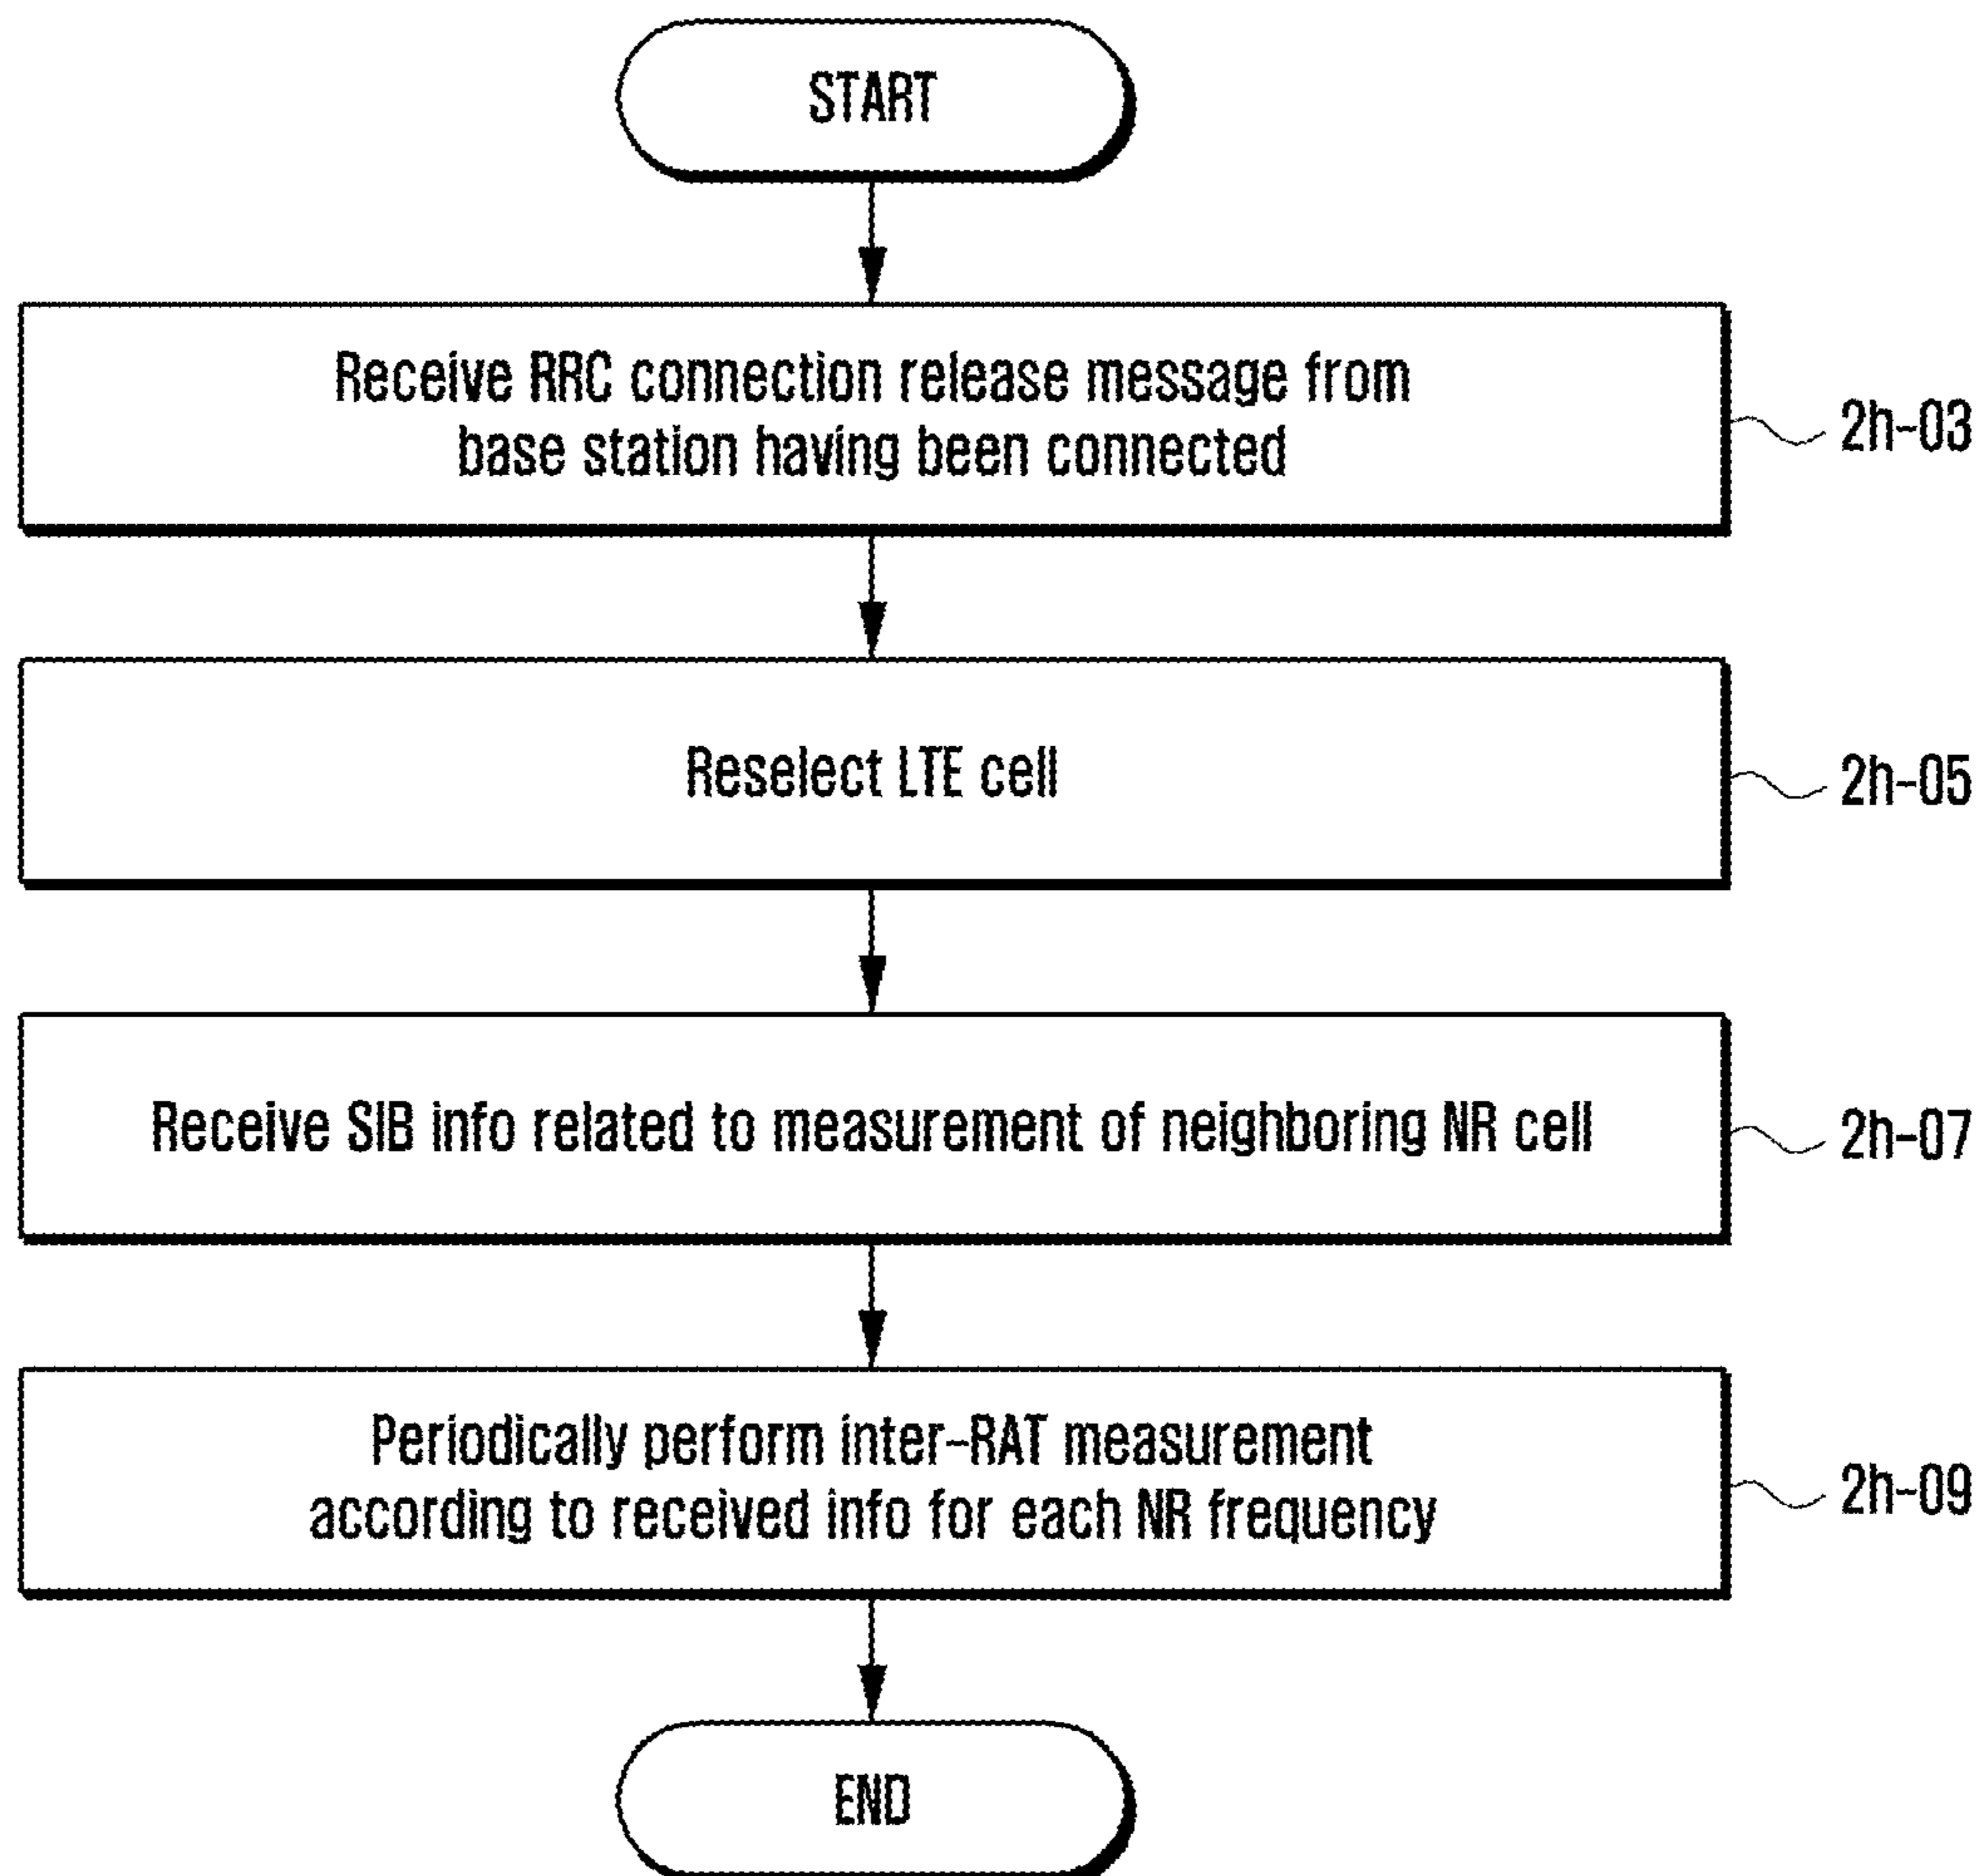 START
Receive RRC connection release message from
base station having been connected
2h-03
Reselect LTE cell
2h-05
Receive SIB info related to measurement of neighboring NR cell
2h-07
Periodically perform inter-RAT measurement
according to received info for each NR frequency
2h-09
END